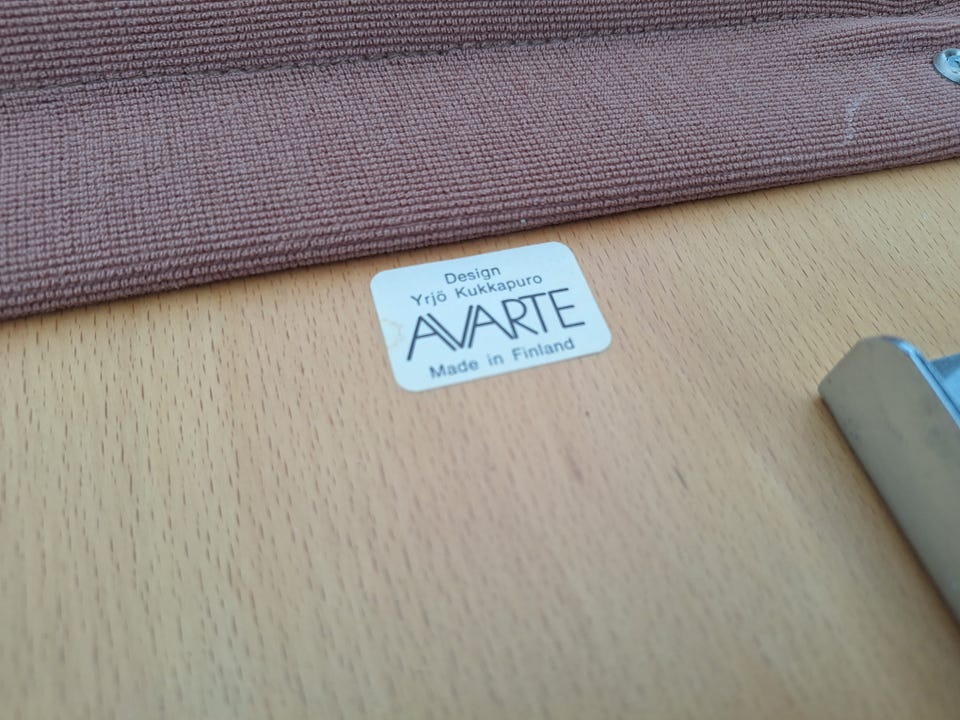 Design
Yrjö Kukkapuro
AVARTE
Made in Finland